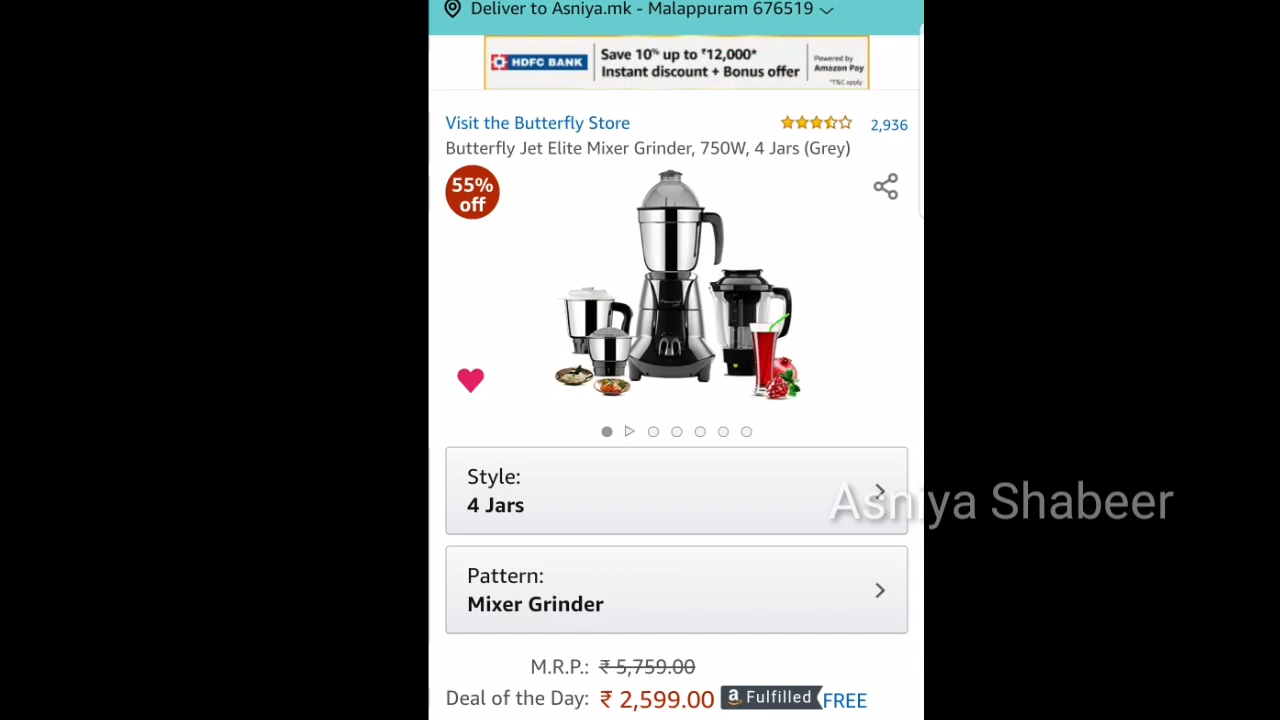 Deliver to Asniya.mk - Malappuram 676519
HDFC BANK
Save 10% up to ₹12,000*
Instant discount + Bonus offer
Powered by
Amazon Pay
*T&C apply
Visit the Butterfly Store
2,936
Butterfly Jet Elite Mixer Grinder, 750W, 4 Jars (Grey)
55%
off
Style:
4 Jars
Asniya Shabeer
Pattern:
Mixer Grinder
M.R.P.: ₹ 5,759.00
Deal of the Day: ₹ 2,599.00 a Fulfilled FREE